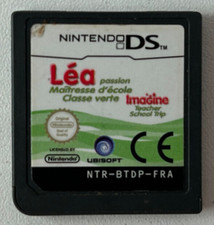 NINTENDO DS™
Léa passion
Maîtresse d'école
Classe verte
Imagine
Teacher
School Trip
LICENSED BY
Nintendo
UBISOFT
CE
NTR-BTDP-FRA